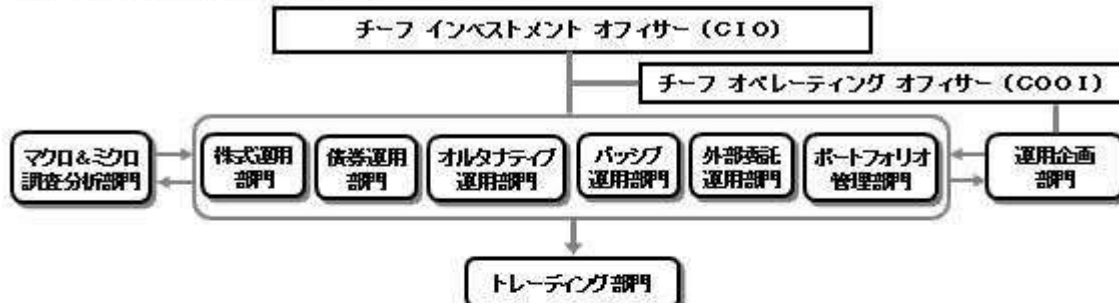 チーフ インベストメント オフィサー (CIO)
チーフ オペレーティング オフィサー (COOI)
マクロ&ミクロ
調査分析部門
株式運用
部門
債券運用
部門
オルタナティブ
運用部門
パッシブ
運用部門
外部委託
運用部門
ポートフォリオ
管理部門
運用企画
部門
トレーディング部門